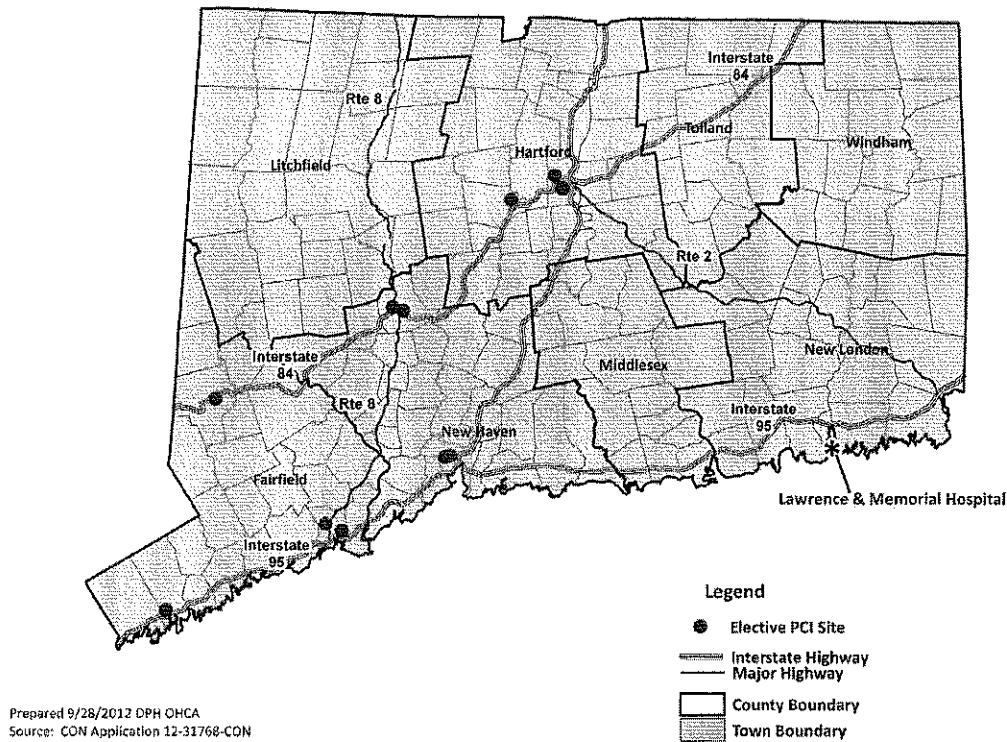 Interstate
84
Rte 8
Tolland
Hartford
Windham
Litchfield
Rte 2
Interstate
84
Middlesex
New London
Rte 8
Interstate
95
New Haven
Fairfield
Lawrence & Memorial Hospital
Interstate
95
Legend
Elective PCI Site
Interstate Highway
Major Highway
County Boundary
Town Boundary
Prepared 9/28/2012 DPH OHCA
Source: CON Application 12-31768-CON